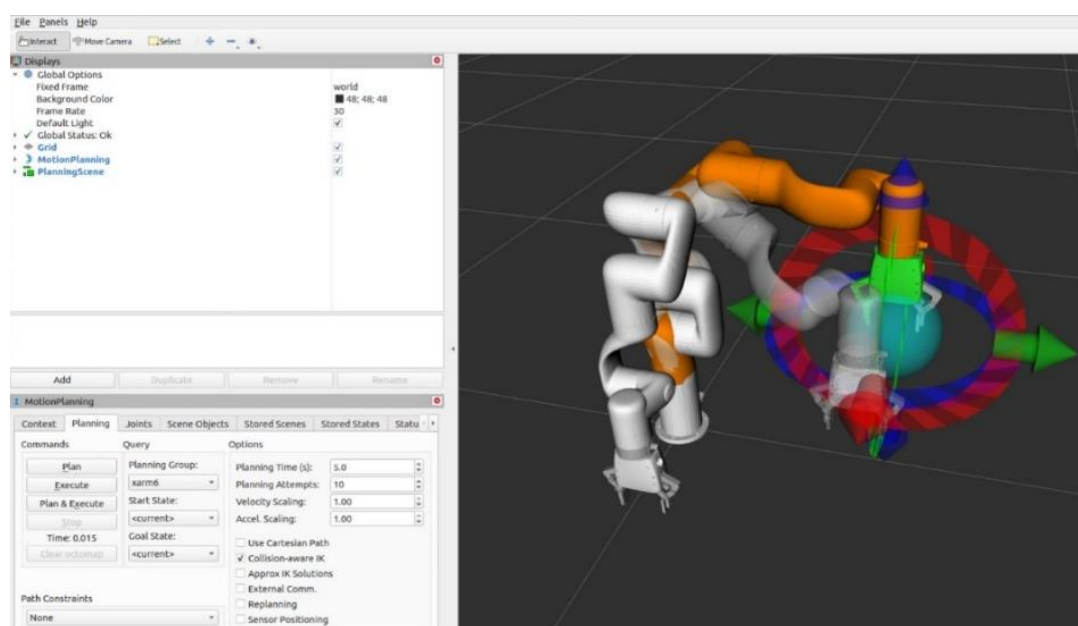 File Panels Help
Interact Move Camera Select
Displays
Global Options
Fixed Frame world
Background Color 48; 48; 48
Frame Rate 30
Default Light
Global Status: Ok
Grid
MotionPlanning
PlanningScene
Add Duplicate Remove Rename
MotionPlanning
Context Planning Joints Scene Objects Stored Scenes Stored States Statu
Commands Query Options
Plan Planning Group: Planning Time (s): 5.0
Execute xarm6 Planning Attempts: 10
Plan & Execute Start State: Velocity Scaling: 1.00
Stop <current> Accel. Scaling: 1.00
Time: 0.015 Goal State: Use Cartesian Path
Clear octomap <current> Collision-aware IK
Approx IK Solutions
External Comm.
Path Constraints Replanning
None Sensor Positioning